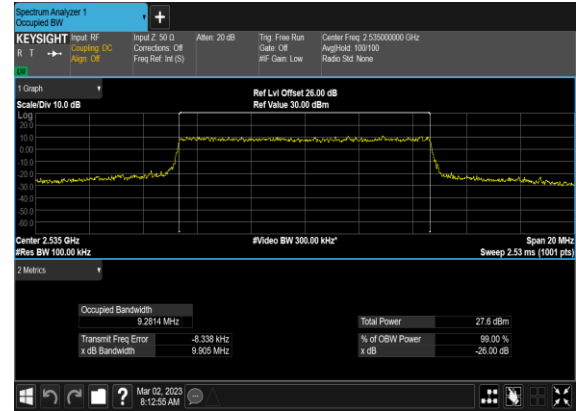 Spectrum Analyzer 1
Occupied BW
+
KEYSIGHT Input: RF Input Z: 50 Ω Atten: 20 dB Trig: Free Run Center Freq: 2.535000000 GHz
R T Coupling: DC Corrections: Off Gate: Off Avg|Hold: 100/100
Align: Off Freq Ref: Int (S) #IF Gain: Low Radio Std: None
1 Graph
Ref Lvl Offset 26.00 dB
Scale/Div 10.0 dB Ref Value 30.00 dBm
Log
20.0
10.0
0.00
-10.0
-20.0
-30.0
-40.0
-50.0
-60.0
Center 2.535 GHz #Video BW 300.00 kHz* Span 20 MHz
#Res BW 100.00 kHz Sweep 2.53 ms (1001 pts)
2 Metrics
Occupied Bandwidth
9.2814 MHz Total Power 27.6 dBm
Transmit Freq Error -8.338 kHz % of OBW Power 99.00 %
x dB Bandwidth 9.905 MHz x dB -26.00 dB
? Mar 02, 2023
8:12:55 AM